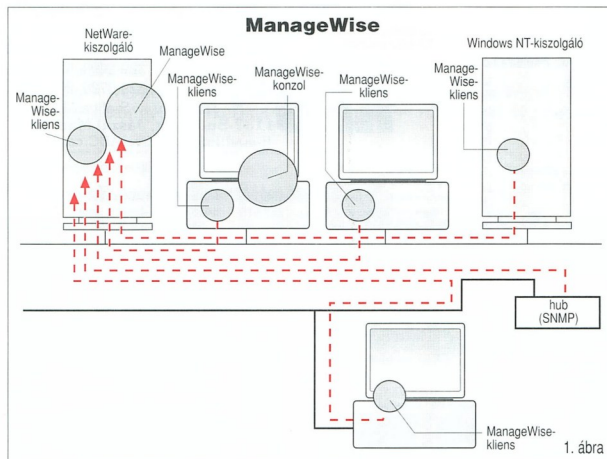 ManageWise
NetWare-
kiszolgáló
ManageWise
Manage-
Wise-
kliens
ManageWise-
kliens
ManageWise-
konzol
ManageWise-
kliens
Windows NT-kiszolgáló
Manage-
Wise-
kliens
hub
(SNMP)
ManageWise-
kliens
1. ábra